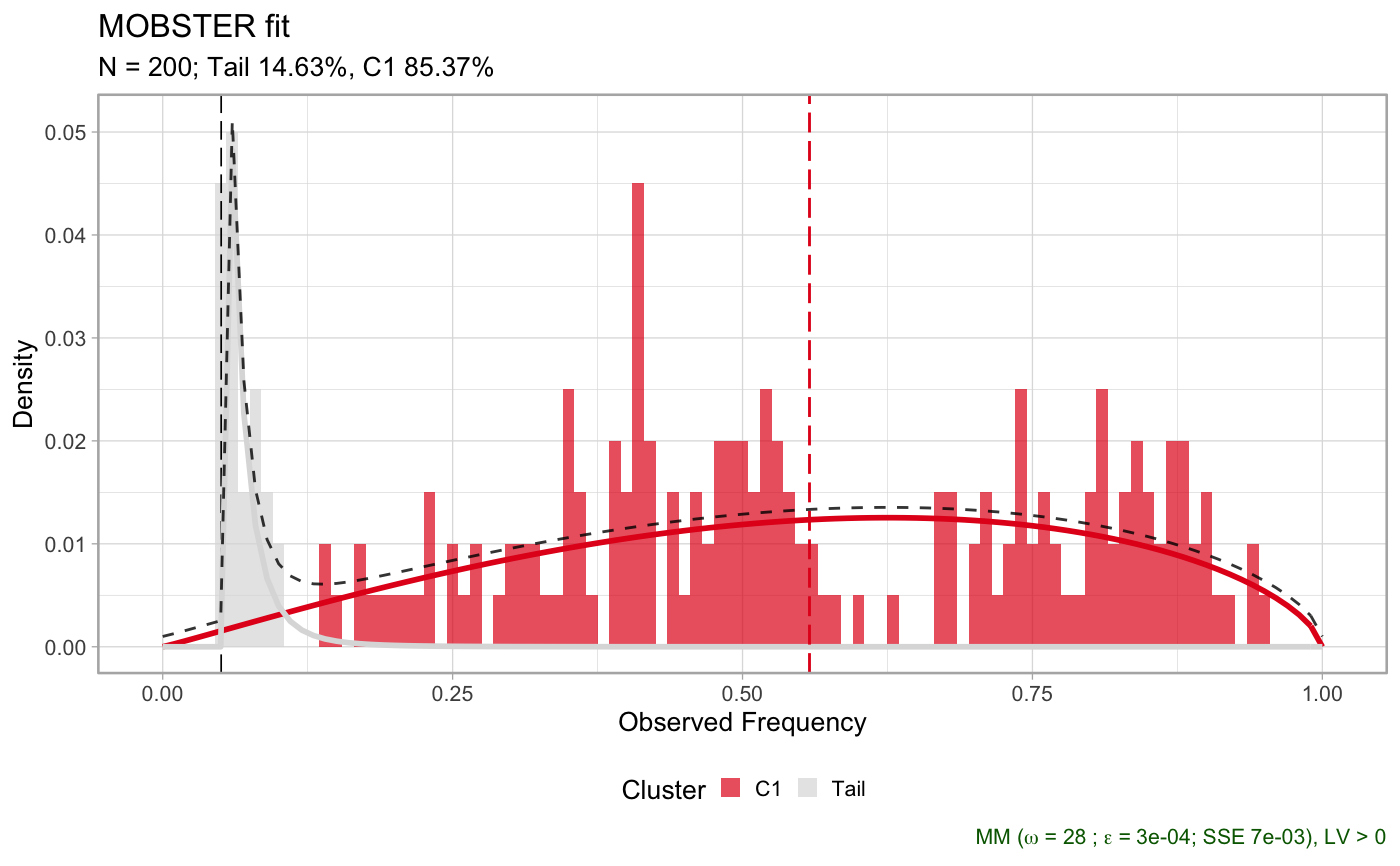 MOBSTER fit
N = 200; Tail 14.63%, C1 85.37%
0.05
0.04
0.03
0.02
0.01
0.00
Density
0.00 0.25 0.50 0.75 1.00
Observed Frequency
Cluster C1 Tail
MM (ω = 28 ; ε = 3e-04; SSE 7e-03), LV > 0